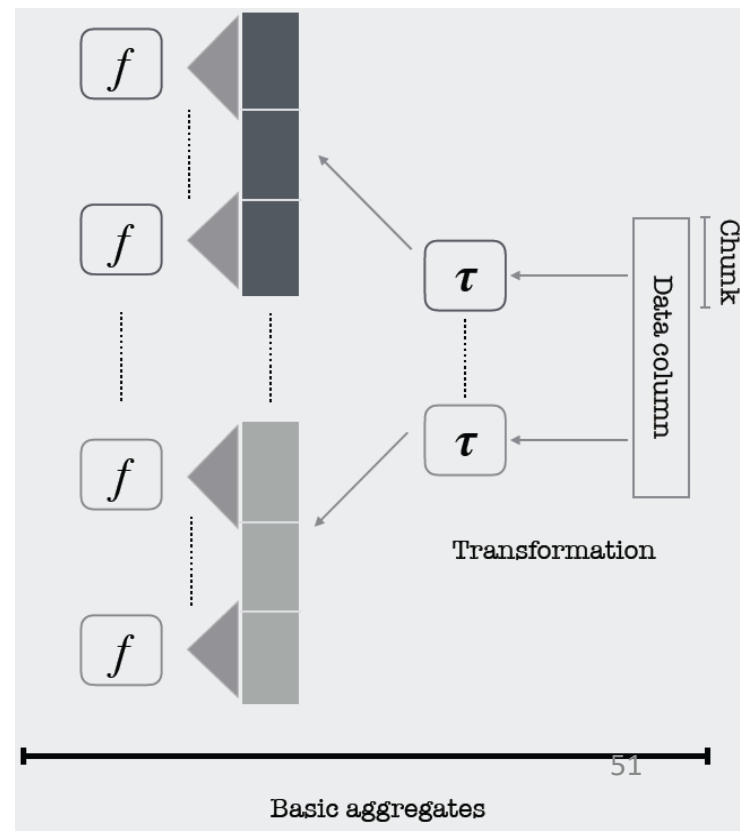 f
f
τ
Chunk
Data column
f
τ
Transformation
f
51
Basic aggregates